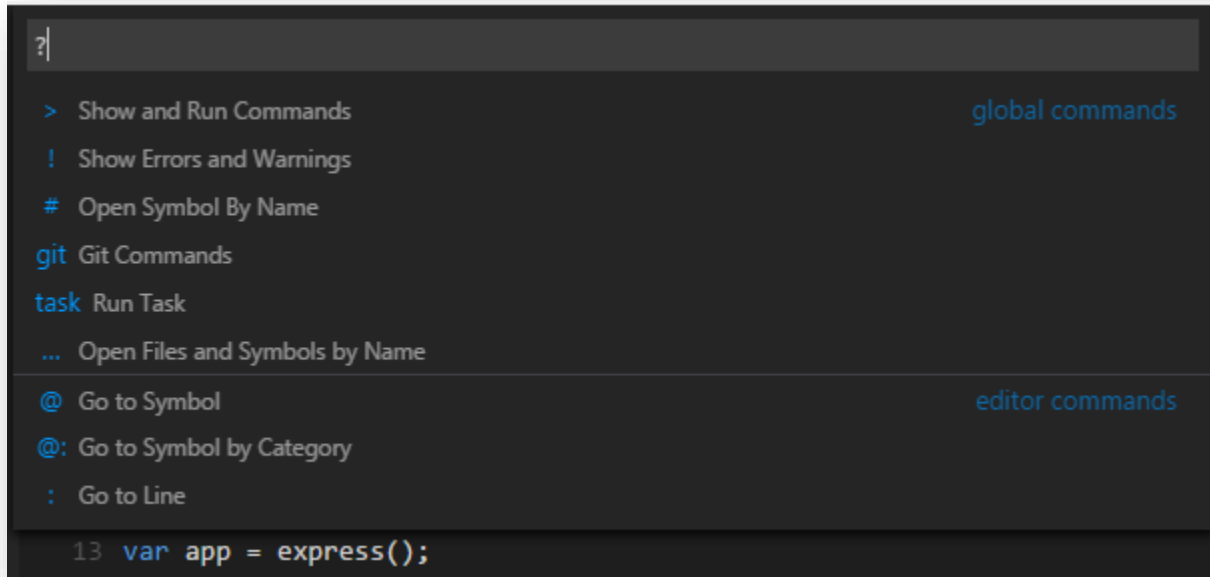 ?
> Show and Run Commands global commands
! Show Errors and Warnings
# Open Symbol By Name
git Git Commands
task Run Task
... Open Files and Symbols by Name
@ Go to Symbol editor commands
@: Go to Symbol by Category
: Go to Line
13 var app = express();